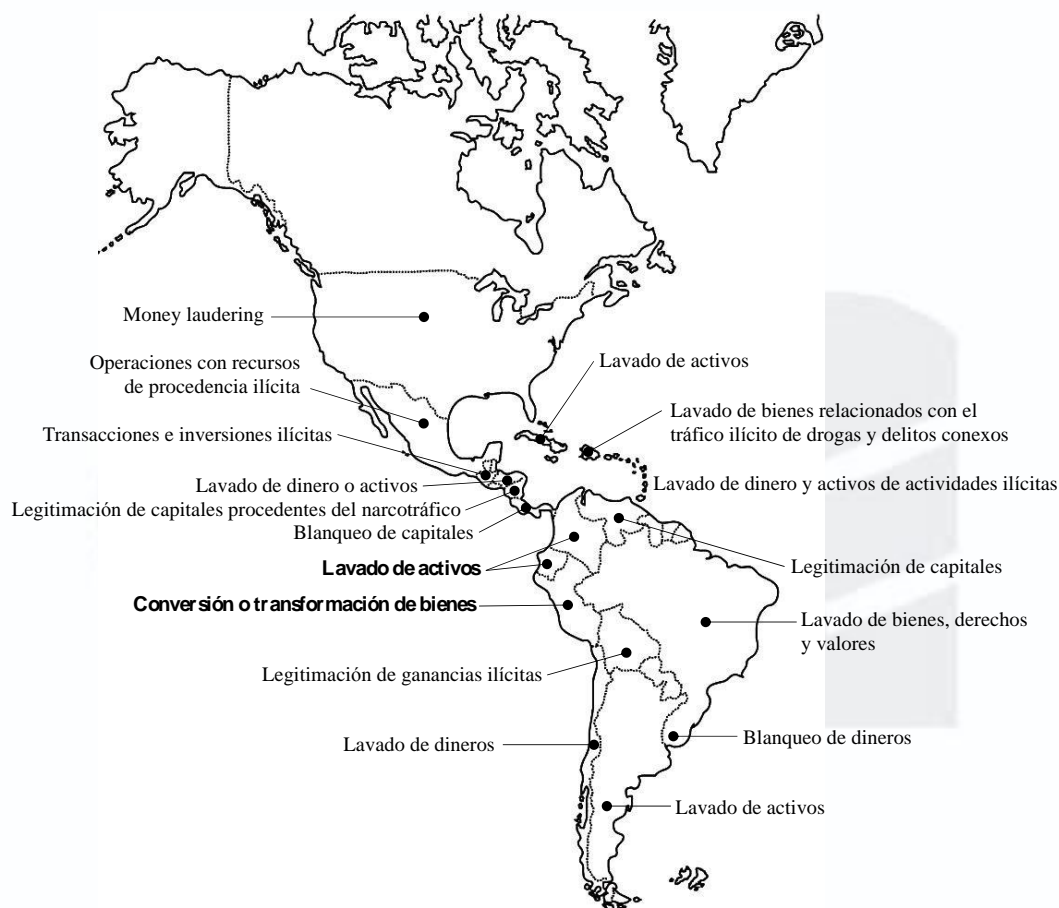 Money laudering
Operaciones con recursos
de procedencia ilícita
Lavado de activos
Lavado de bienes relacionados con el
tráfico ilícito de drogas y delitos conexos
Transacciones e inversiones ilícitas
Lavado de dinero o activos
Lavado de dinero y activos de actividades ilícitas
Legitimación de capitales procedentes del narcotráfico
Blanqueo de capitales
Lavado de activos
Legitimación de capitales
Conversión o transformación de bienes
Lavado de bienes, derechos
y valores
Legitimación de ganancias ilícitas
Lavado de dineros
Blanqueo de dineros
Lavado de activos